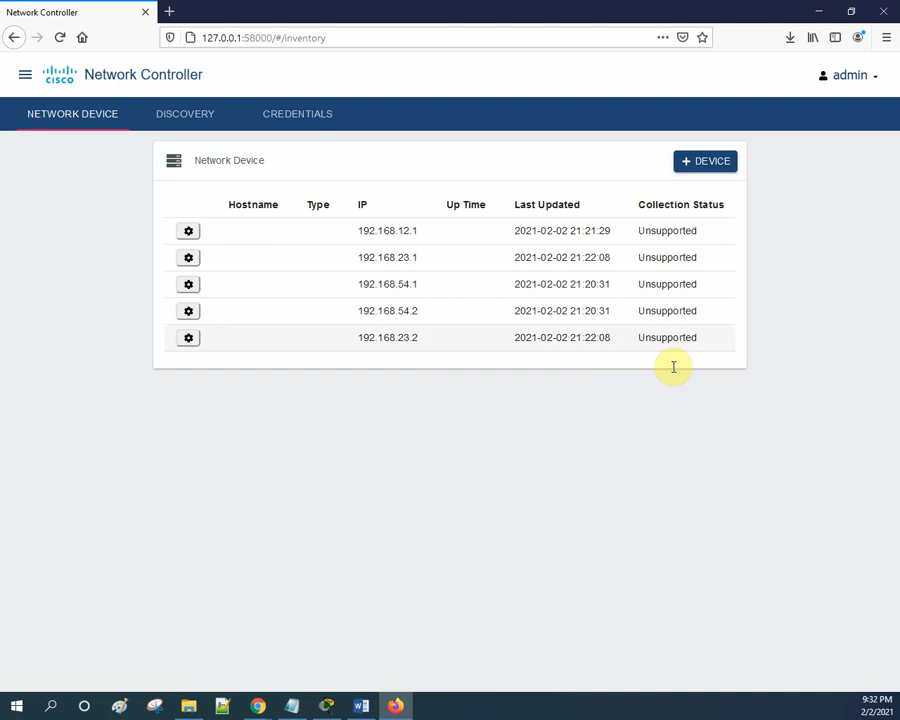 Network Controller
127.0.0.1:58000/#/inventory
CISCO Network Controller
admin
NETWORK DEVICE DISCOVERY CREDENTIALS
Network Device
+ DEVICE
Hostname Type IP Up Time Last Updated Collection Status
192.168.12.1 2021-02-02 21:21:29 Unsupported
192.168.23.1 2021-02-02 21:22:08 Unsupported
192.168.54.1 2021-02-02 21:20:31 Unsupported
192.168.54.2 2021-02-02 21:20:31 Unsupported
192.168.23.2 2021-02-02 21:22:08 Unsupported
9:32 PM
2/2/2021